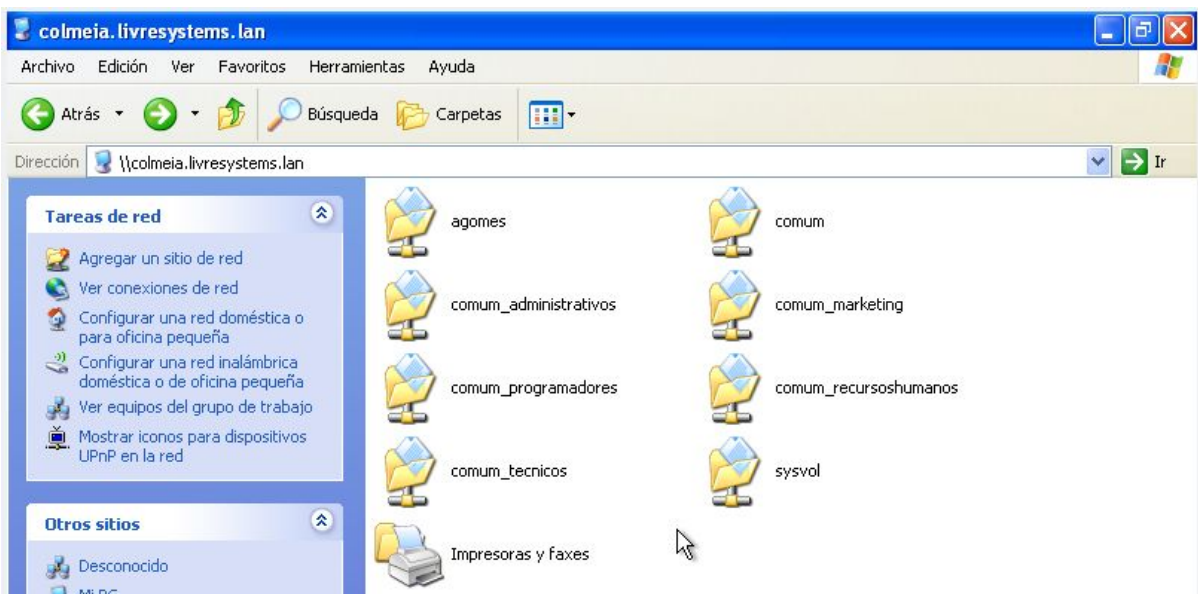 colmeia.livresystems.lan
Archivo Edición Ver Favoritos Herramientas Ayuda
Atrás Búsqueda Carpetas
Dirección \\colmeia.livresystems.lan Ir
Tareas de red
Agregar un sitio de red
Ver conexiones de red
Configurar una red doméstica o
para oficina pequeña
Configurar una red inalámbrica
doméstica o de oficina pequeña
Ver equipos del grupo de trabajo
Mostrar iconos para dispositivos
UPnP en la red
Otros sitios
Desconocido
Mi PC
agomes comum
comum_administrativos comum_marketing
comum_programadores comum_recursoshumanos
comum_tecnicos sysvol
Impresoras y faxes